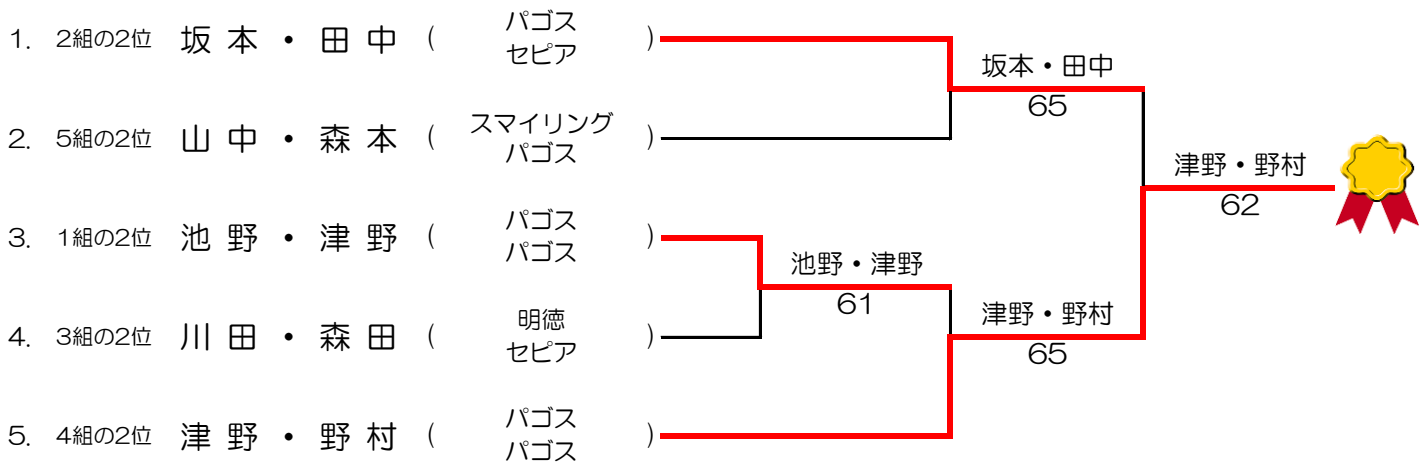 1. 2組の2位 坂本・田中 ( パゴス
セピア )
坂本・田中
65
2. 5組の2位 山中・森本 ( スマイリング
パゴス )
津野・野村
62
3. 1組の2位 池野・津野 ( パゴス
パゴス )
池野・津野
61
4. 3組の2位 川田・森田 ( 明徳
セピア )
津野・野村
65
5. 4組の2位 津野・野村 ( パゴス
パゴス )